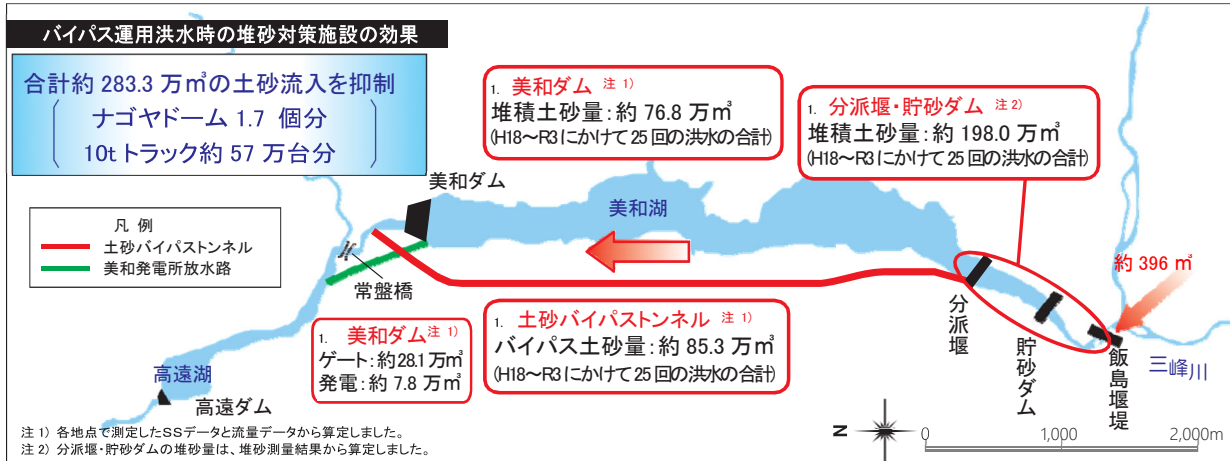 バイパス運用洪水時の堆砂対策施設の効果
合計約 283.3 万㎥の土砂流入を抑制
ナゴヤドーム 1.7 個分
10t トラック約 57 万台分
1. 美和ダム 注 1)
堆積土砂量：約 76.8 万㎥
(H18～R3にかけて25回の洪水の合計)
1. 分派堰・貯砂ダム 注 2)
堆積土砂量：約 198.0 万㎥
(H18～R3にかけて25回の洪水の合計)
凡 例
土砂バイパストンネル
美和発電所放水路
美和ダム
美和湖
常盤橋
約 396 ㎥
分派堰
貯砂ダム
飯島堰堤
三峰川
1. 美和ダム注 1)
ゲート：約28.1万㎥
発電：約 7.8 万㎥
1. 土砂バイパストンネル 注 1)
バイパス土砂量：約 85.3 万㎥
(H18～R3にかけて25回の洪水の合計)
高遠湖
高遠ダム
N
0 1,000 2,000m
注 1) 各地点で測定したSSデータと流量データから算定しました。
注 2) 分派堰・貯砂ダムの堆砂量は、堆砂測量結果から算定しました。